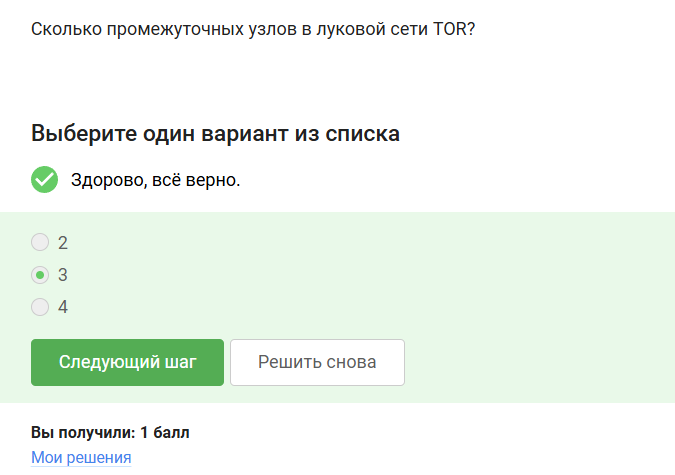 Сколько промежуточных узлов в луковой сети TOR?
Выберите один вариант из списка
Здорово, всё верно.
2
3
4
Следующий шаг
Решить снова
Вы получили: 1 балл
Мои решения